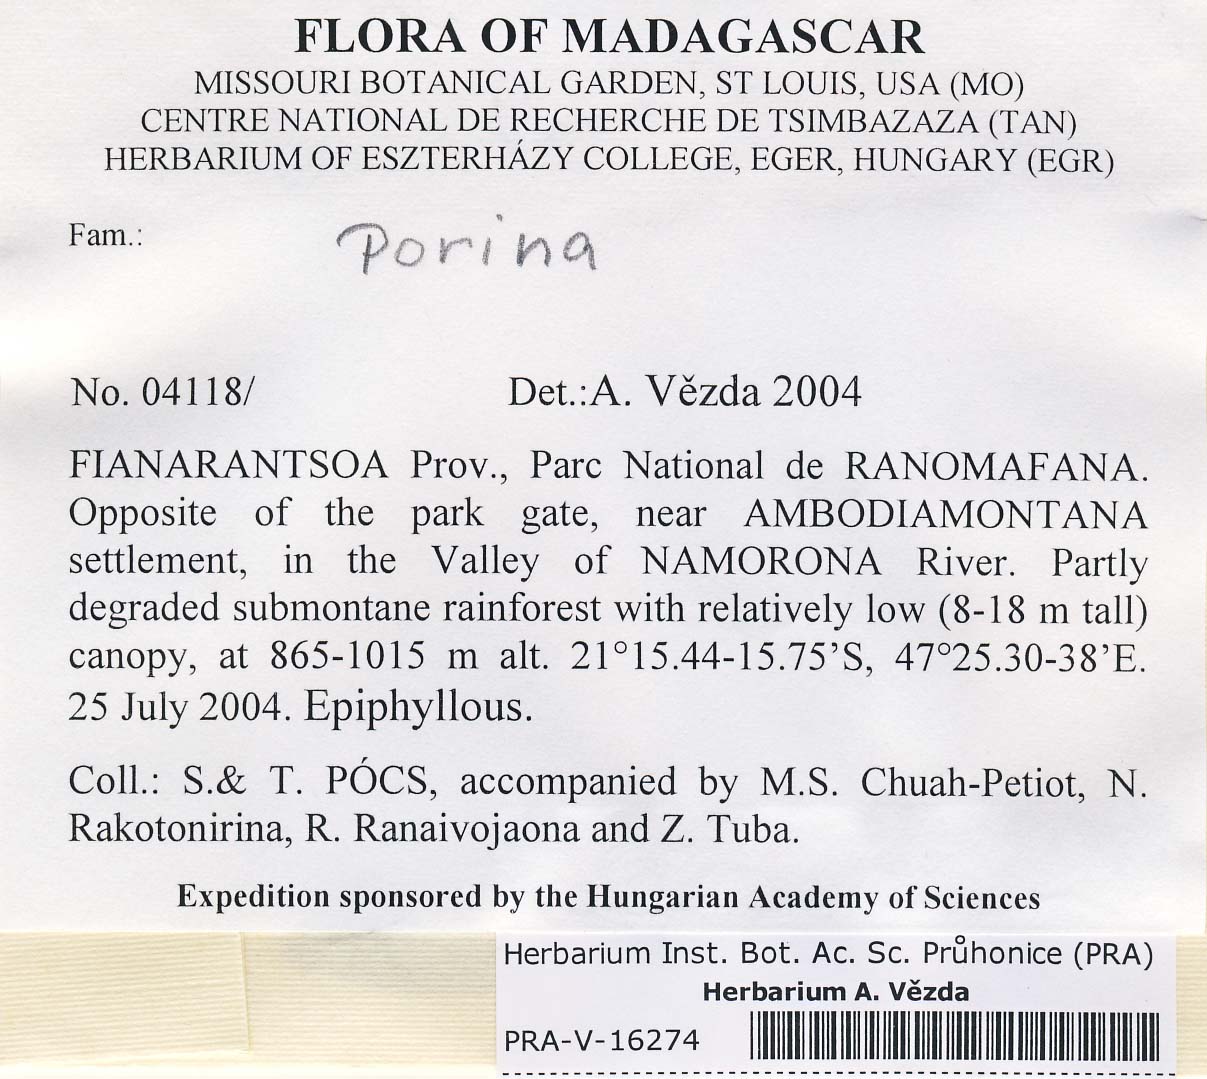 FLORA OF MADAGASCAR
MISSOURI BOTANICAL GARDEN, ST LOUIS, USA (MO)
CENTRE NATIONAL DE RECHERCHE DE TSIMBAZAZA (TAN)
HERBARIUM OF ESZTERHÁZY COLLEGE, EGER, HUNGARY (EGR)
Fam.: Porina
No. 04118/ Det.:A. Vězda 2004
FIANARANTSOA Prov., Parc National de RANOMAFANA.
Opposite of the park gate, near AMBODIAMONTANA
settlement, in the Valley of NAMORONA River. Partly
degraded submontane rainforest with relatively low (8-18 m tall)
canopy, at 865-1015 m alt. 21°15.44-15.75’S, 47°25.30-38’E.
25 July 2004. Epiphyllous.
Coll.: S.& T. PÓCS, accompanied by M.S. Chuah-Petiot, N.
Rakotonirina, R. Ranaivojaona and Z. Tuba.
Expedition sponsored by the Hungarian Academy of Sciences
Herbarium Inst. Bot. Ac. Sc. Průhonice (PRA)
Herbarium A. Vězda
PRA-V-16274